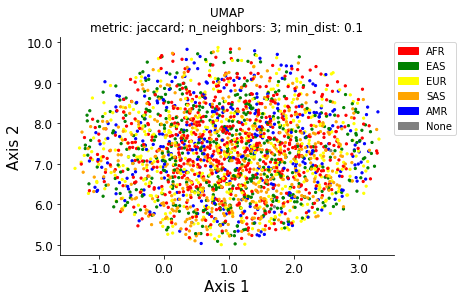 UMAP
metric: jaccard; n_neighbors: 3; min_dist: 0.1
10.0
9.0
8.0
7.0
6.0
5.0
Axis 2
-1.0 0.0 1.0 2.0 3.0
Axis 1
AFR
EAS
EUR
SAS
AMR
None